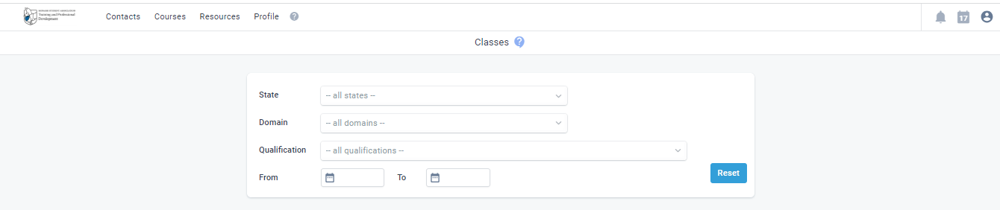 Training and Professional
Development
Contacts Courses Resources Profile ?
17
Classes ?
State -- all states --
Domain -- all domains --
Qualification -- all qualifications --
From To
Reset